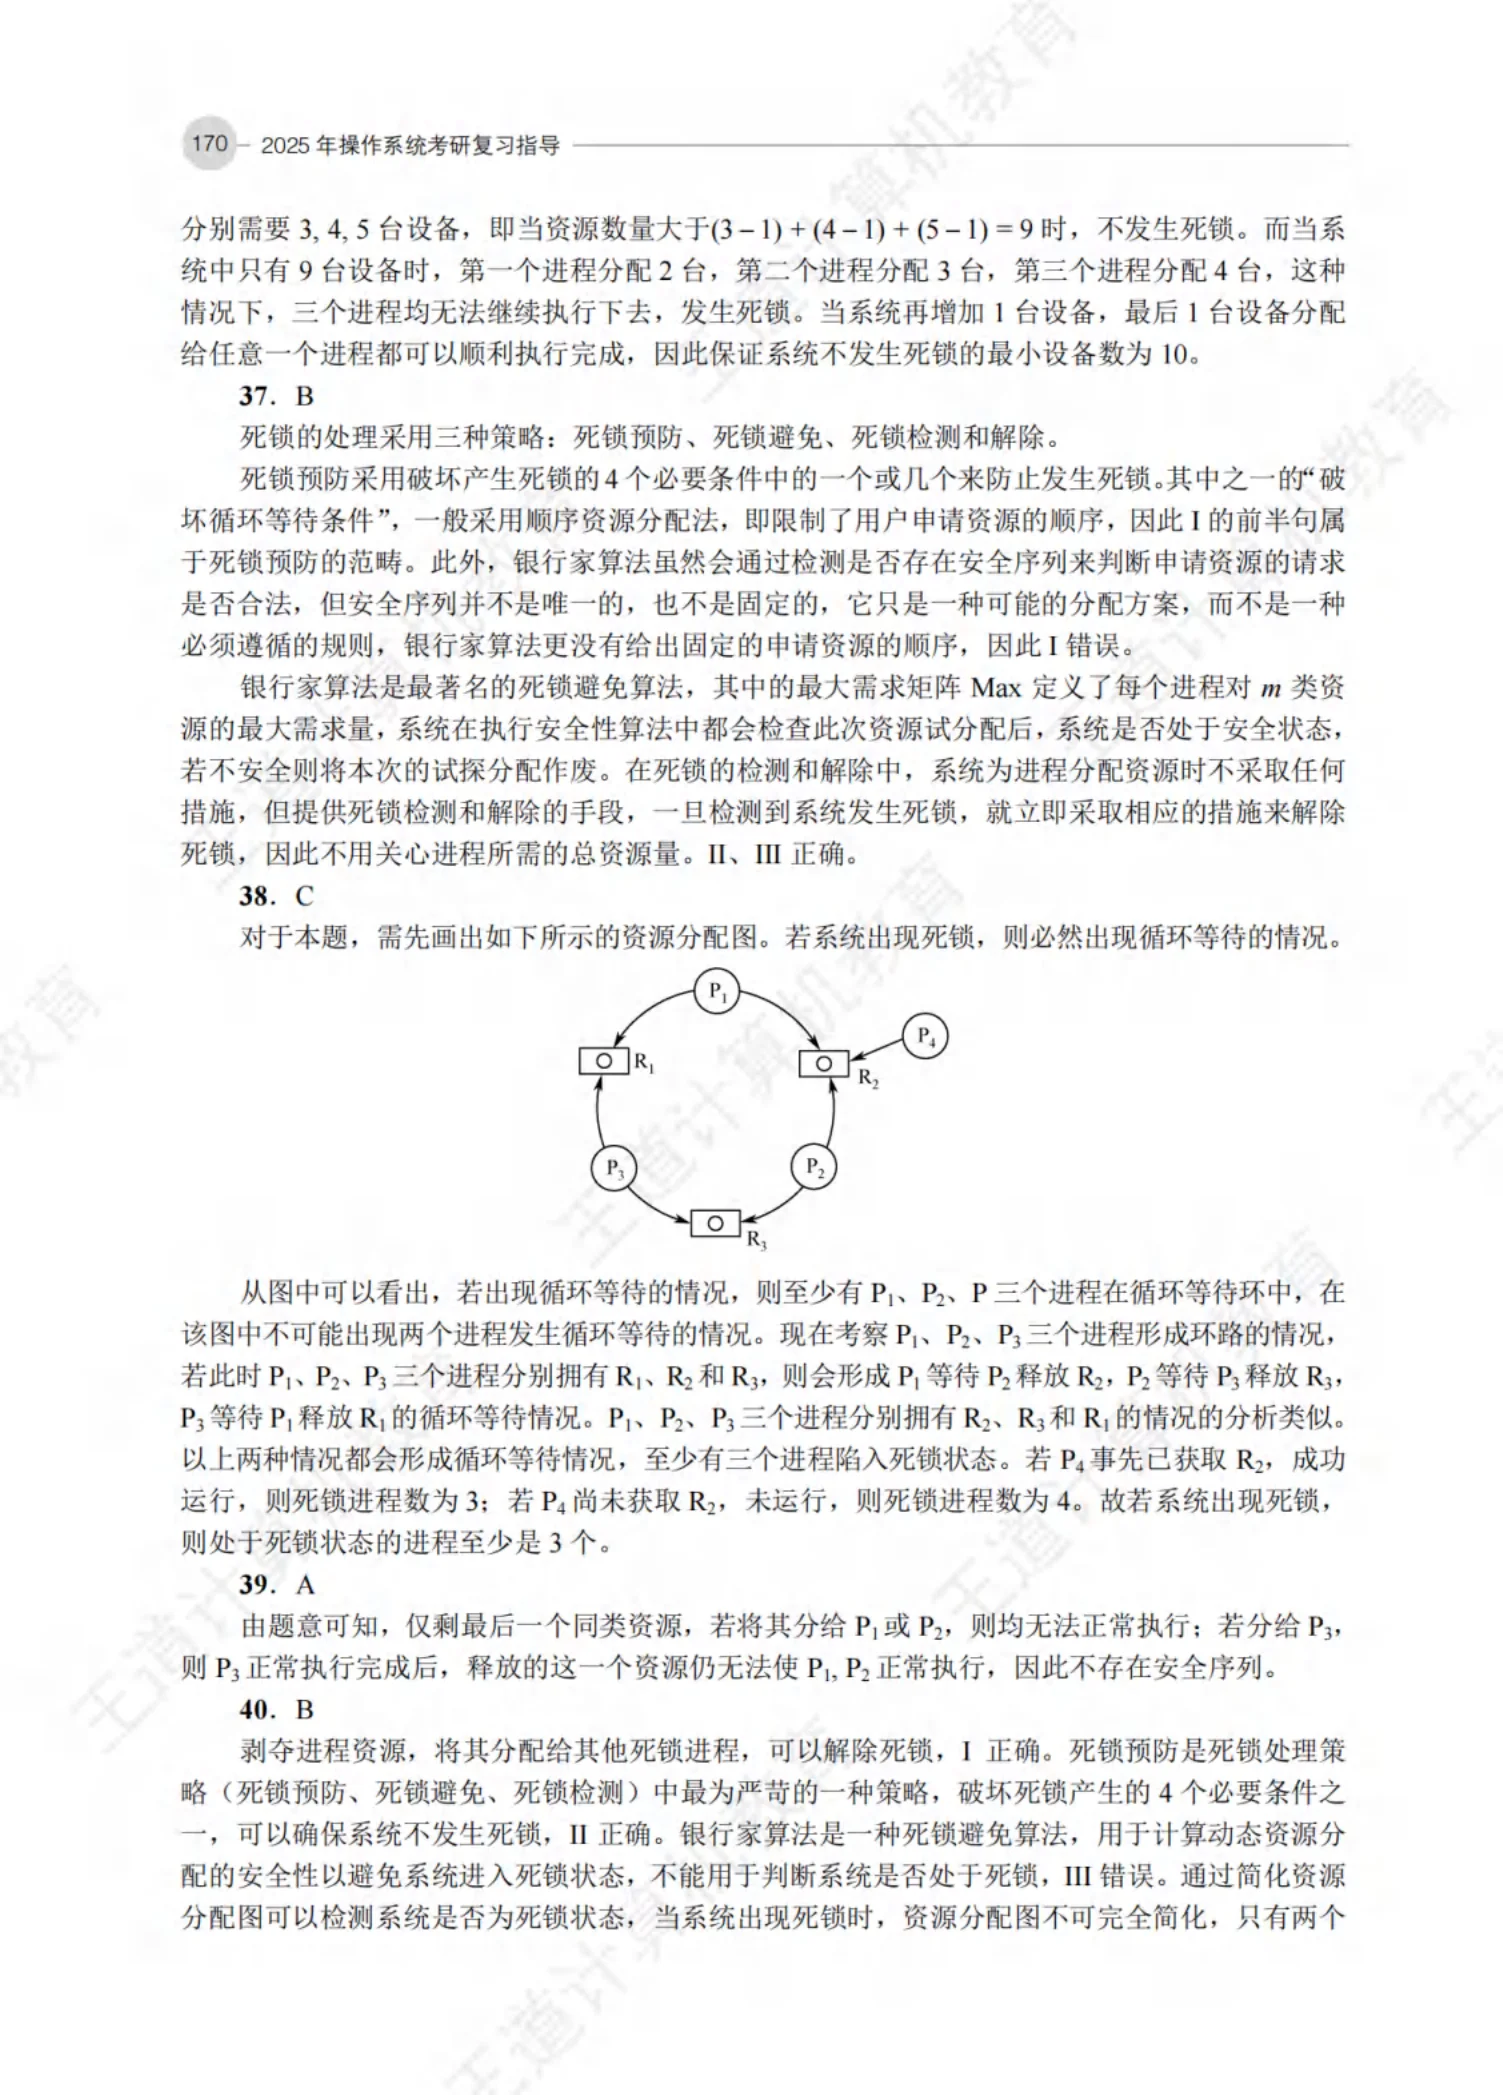 170 2025 年操作系统考研复习指导
分别需要 3, 4, 5 台设备，即当资源数量大于(3 – 1) + (4 – 1) + (5 – 1) = 9 时，不发生死锁。而当系
统中只有 9 台设备时，第一个进程分配 2 台，第二个进程分配 3 台，第三个进程分配 4 台，这种
情况下，三个进程均无法继续执行下去，发生死锁。当系统再增加 1 台设备，最后 1 台设备分配
给任意一个进程都可以顺利执行完成，因此保证系统不发生死锁的最小设备数为 10。
37．B
死锁的处理采用三种策略：死锁预防、死锁避免、死锁检测和解除。
死锁预防采用破坏产生死锁的 4 个必要条件中的一个或几个来防止发生死锁。其中之一的“破
坏循环等待条件”，一般采用顺序资源分配法，即限制了用户申请资源的顺序，因此 I 的前半句属
于死锁预防的范畴。此外，银行家算法虽然会通过检测是否存在安全序列来判断申请资源的请求
是否合法，但安全序列并不是唯一的，也不是固定的，它只是一种可能的分配方案，而不是一种
必须遵循的规则，银行家算法更没有给出固定的申请资源的顺序，因此 I 错误。
银行家算法是最著名的死锁避免算法，其中的最大需求矩阵 Max 定义了每个进程对 m 类资
源的最大需求量，系统在执行安全性算法中都会检查此次资源试分配后，系统是否处于安全状态，
若不安全则将本次的试探分配作废。在死锁的检测和解除中，系统为进程分配资源时不采取任何
措施，但提供死锁检测和解除的手段，一旦检测到系统发生死锁，就立即采取相应的措施来解除
死锁，因此不用关心进程所需的总资源量。II、III 正确。
38．C
对于本题，需先画出如下所示的资源分配图。若系统出现死锁，则必然出现循环等待的情况。
P₁
P₄
R₁
R₂
P₃
P₂
R₃
从图中可以看出，若出现循环等待的情况，则至少有 P₁、P₂、P 三个进程在循环等待环中，在
该图中不可能出现两个进程发生循环等待的情况。现在考察 P₁、P₂、P₃ 三个进程形成环路的情况，
若此时 P₁、P₂、P₃ 三个进程分别拥有 R₁、R₂ 和 R₃，则会形成 P₁ 等待 P₂ 释放 R₂，P₂ 等待 P₃ 释放 R₃，
P₃ 等待 P₁ 释放 R₁ 的循环等待情况。P₁、P₂、P₃ 三个进程分别拥有 R₂、R₃ 和 R₁ 的情况的分析类似。
以上两种情况都会形成循环等待情况，至少有三个进程陷入死锁状态。若 P₄ 事先已获取 R₂，成功
运行，则死锁进程数为 3；若 P₄ 尚未获取 R₂，未运行，则死锁进程数为 4。故若系统出现死锁，
则处于死锁状态的进程至少是 3 个。
39．A
由题意可知，仅剩最后一个同类资源，若将其分给 P₁ 或 P₂，则均无法正常执行；若分给 P₃，
则 P₃ 正常执行完成后，释放的这一个资源仍无法使 P₁, P₂ 正常执行，因此不存在安全序列。
40．B
剥夺进程资源，将其分配给其他死锁进程，可以解除死锁，I 正确。死锁预防是死锁处理策
略（死锁预防、死锁避免、死锁检测）中最为严苛的一种策略，破坏死锁产生的 4 个必要条件之
一，可以确保系统不发生死锁，II 正确。银行家算法是一种死锁避免算法，用于计算动态资源分
配的安全性以避免系统进入死锁状态，不能用于判断系统是否处于死锁，III 错误。通过简化资源
分配图可以检测系统是否为死锁状态，当系统出现死锁时，资源分配图不可完全简化，只有两个
王道计算机教育